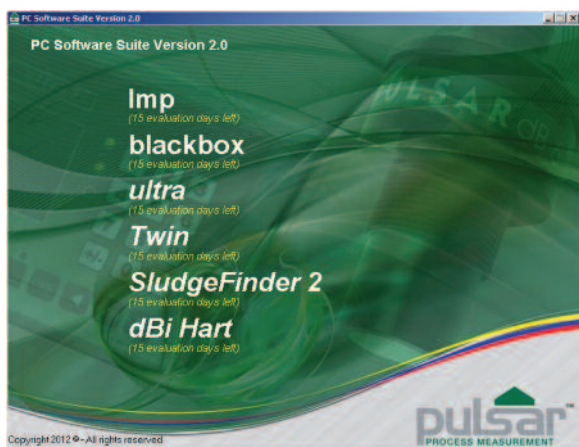 PC Software Suite Version 2.0
PC Software Suite Version 2.0
Imp
(15 evaluation days left)
blackbox
(15 evaluation days left)
ultra
(15 evaluation days left)
Twin
(15 evaluation days left)
SludgeFinder 2
(15 evaluation days left)
dBi Hart
(15 evaluation days left)
PULSAR
pulsar™
PROCESS MEASUREMENT
Copyright 2012 © - All rights reserved